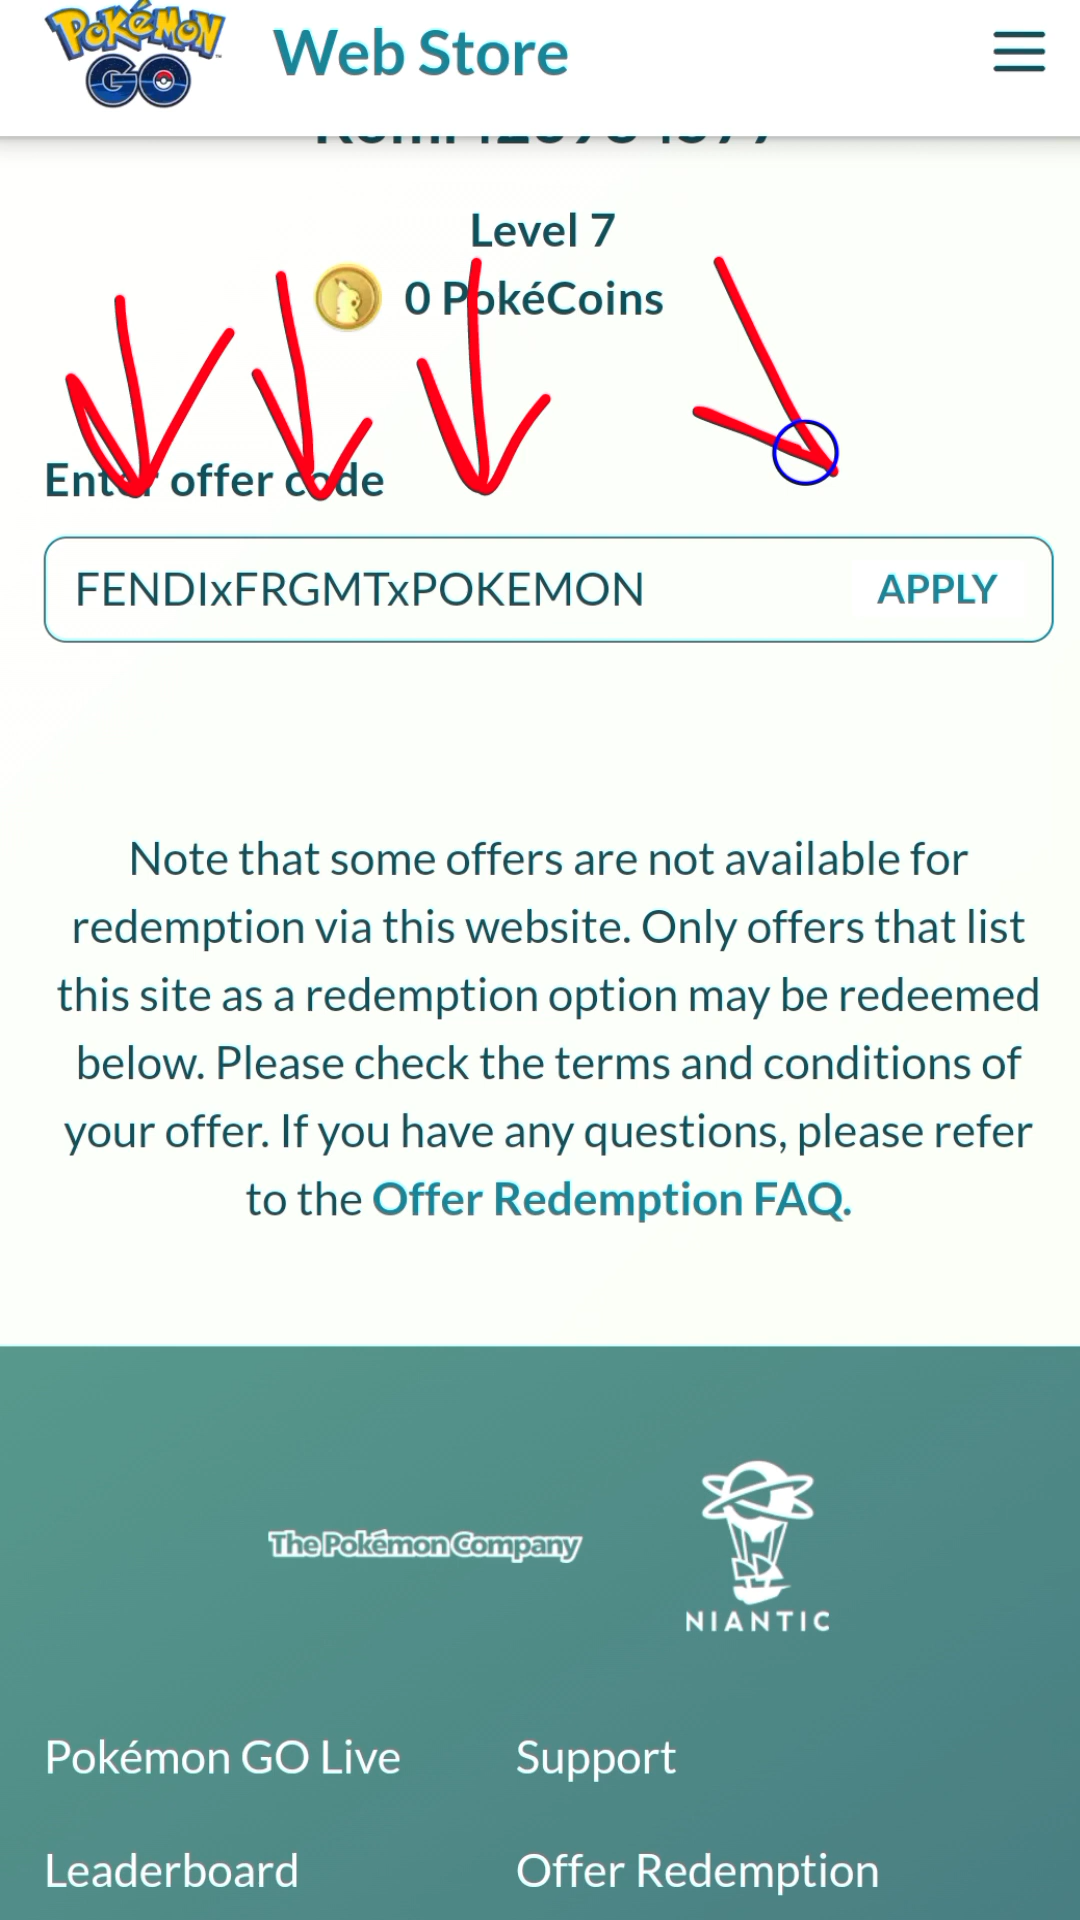 POKÉMON
GO
Web Store
Level 7
0 PokéCoins
Enter offer code
FENDIxFRGMTxPOKEMON
APPLY
Note that some offers are not available for
redemption via this website. Only offers that list
this site as a redemption option may be redeemed
below. Please check the terms and conditions of
your offer. If you have any questions, please refer
to the Offer Redemption FAQ.
The Pokémon Company
NIANTIC
Pokémon GO Live
Support
Leaderboard
Offer Redemption